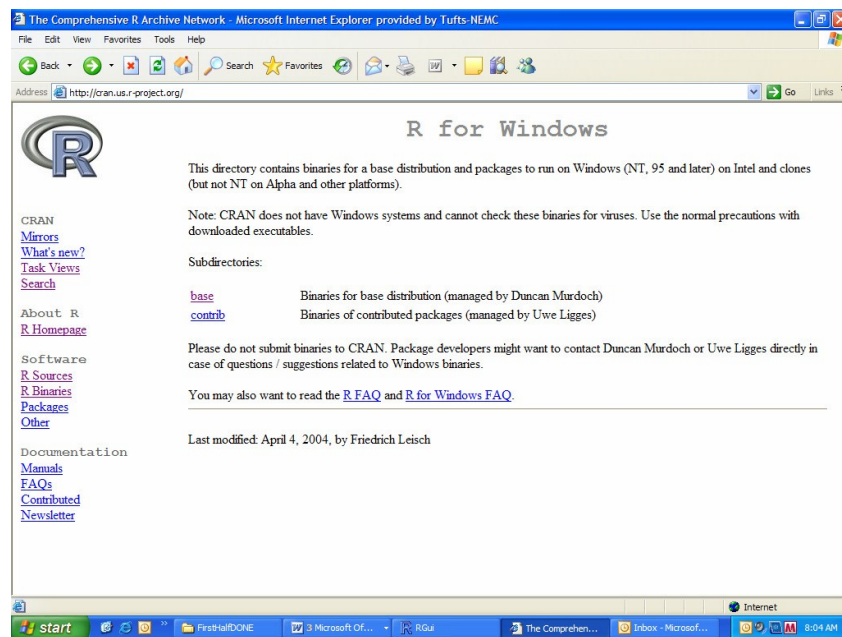 The Comprehensive R Archive Network - Microsoft Internet Explorer provided by Tufts-NEMC
File Edit View Favorites Tools Help
Back Search Favorites
Address http://cran.us.r-project.org/ Go Links
R
R for Windows
This directory contains binaries for a base distribution and packages to run on Windows (NT, 95 and later) on Intel and clones
(but not NT on Alpha and other platforms).
Note: CRAN does not have Windows systems and cannot check these binaries for viruses. Use the normal precautions with
downloaded executables.
Subdirectories:
base Binaries for base distribution (managed by Duncan Murdoch)
contrib Binaries of contributed packages (managed by Uwe Ligges)
Please do not submit binaries to CRAN. Package developers might want to contact Duncan Murdoch or Uwe Ligges directly in
case of questions / suggestions related to Windows binaries.
You may also want to read the R FAQ and R for Windows FAQ.
Last modified: April 4, 2004, by Friedrich Leisch
CRAN
Mirrors
What's new?
Task Views
Search
About R
R Homepage
Software
R Sources
R Binaries
Packages
Other
Documentation
Manuals
FAQs
Contributed
Newsletter
Internet
start FirstHalfDONE 3 Microsoft Of... RGui The Comprehen... Inbox - Microsof... 8:04 AM